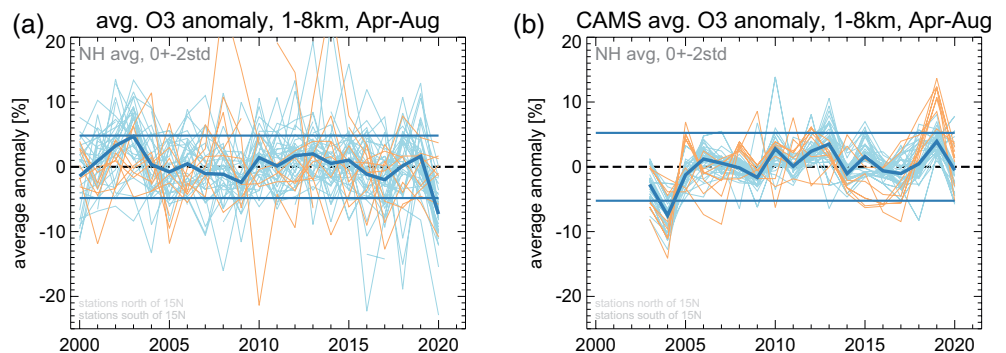 (a) avg. O3 anomaly, 1-8km, Apr-Aug
NH avg, 0+-2std
average anomaly [%]
20
10
0
-10
-20
stations north of 15N
stations south of 15N
2000 2005 2010 2015 2020
(b) CAMS avg. O3 anomaly, 1-8km, Apr-Aug
NH avg, 0+-2std
average anomaly [%]
20
10
0
-10
-20
stations north of 15N
stations south of 15N
2000 2005 2010 2015 2020